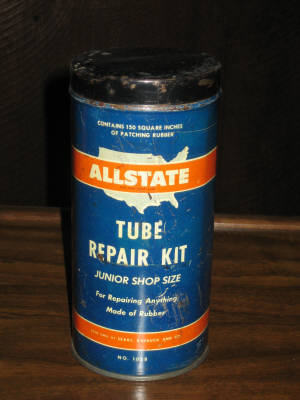 CONTAINS 150 SQUARE INCHES
OF PATCHING RUBBER
ALLSTATE
TUBE
REPAIR KIT
JUNIOR SHOP SIZE
For Repairing Anything
Made of Rubber
SEARS, ROEBUCK AND CO.